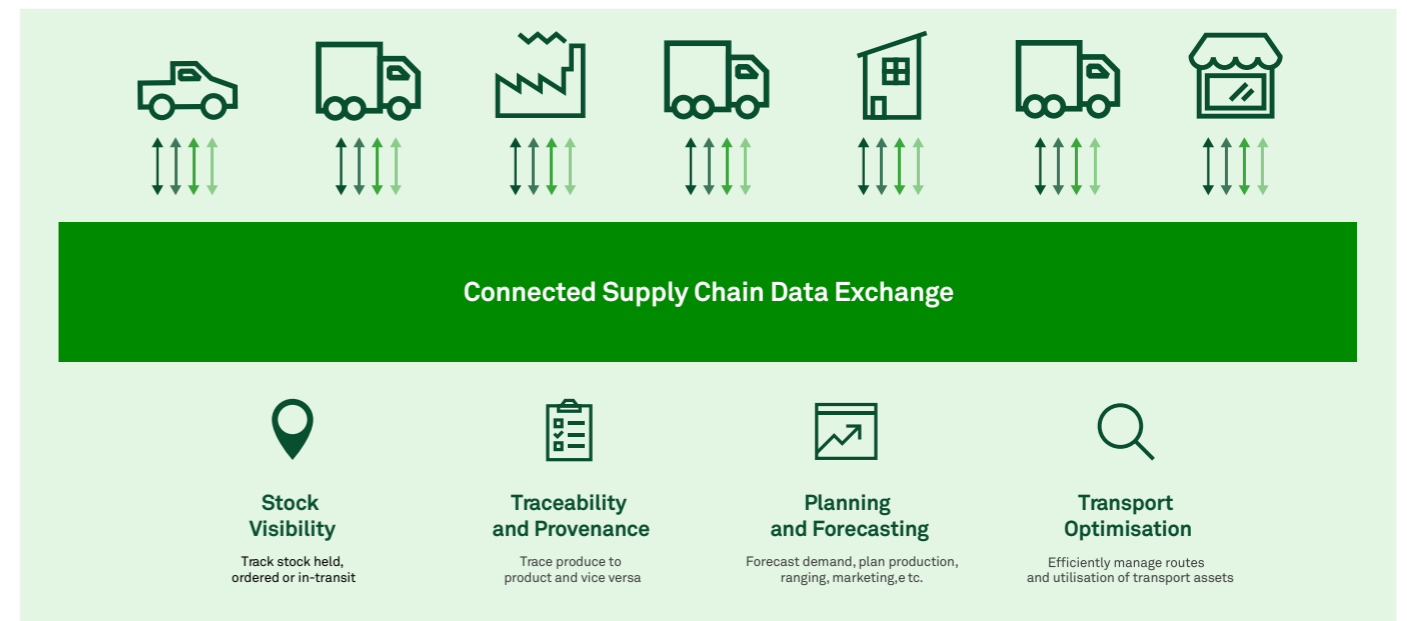 Connected Supply Chain Data Exchange
Stock
Visibility
Track stock held,
ordered or in-transit
Traceability
and Provenance
Trace produce to
product and vice versa
Planning
and Forecasting
Forecast demand, plan production,
ranging, marketing,e tc.
Transport
Optimisation
Efficiently manage routes
and utilisation of transport assets